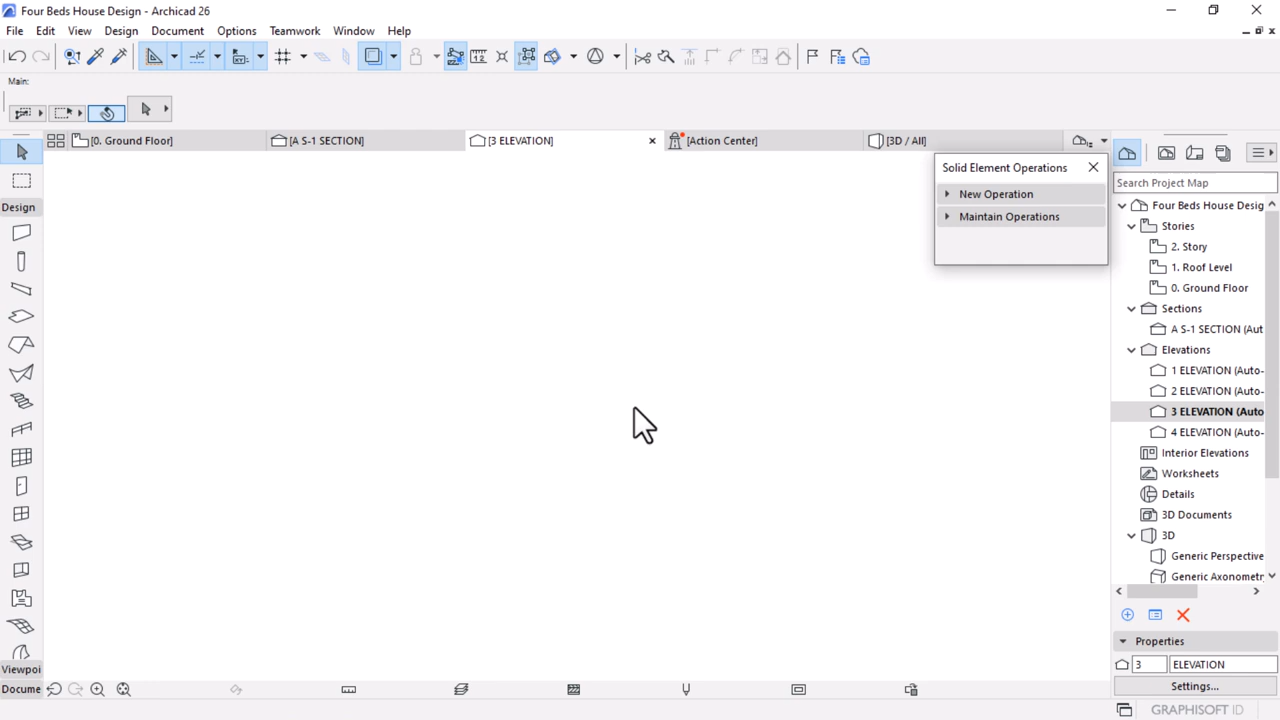 Four Beds House Design - Archicad 26
File Edit View Design Document Options Teamwork Window Help
Main:
[0. Ground Floor]
[A S-1 SECTION]
[3 ELEVATION]
[Action Center]
[3D / All]
Design
Viewpoi
Docume
Solid Element Operations
New Operation
Maintain Operations
Search Project Map
Four Beds House Desig
Stories
2. Story
1. Roof Level
0. Ground Floor
Sections
A S-1 SECTION (Aut
Elevations
1 ELEVATION (Auto-
2 ELEVATION (Auto-
3 ELEVATION (Auto
4 ELEVATION (Auto-
Interior Elevations
Worksheets
Details
3D Documents
3D
Generic Perspective
Generic Axonometr
Properties
3 ELEVATION
Settings...
GRAPHISOFT ID